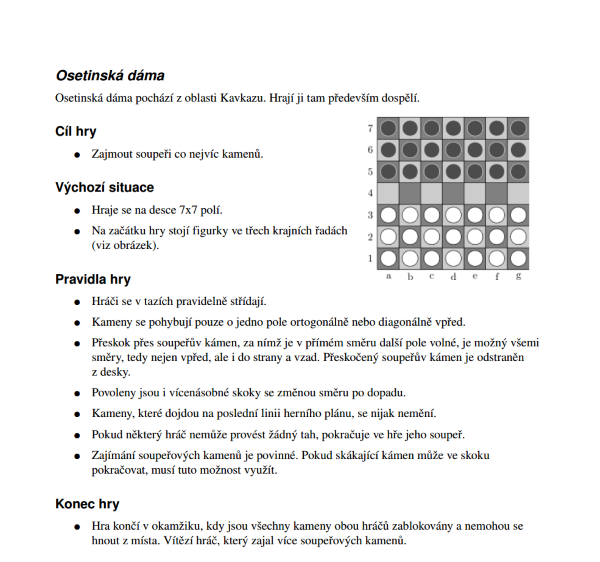 Osetinská dáma
Osetinská dáma pochází z oblasti Kavkazu. Hrají ji tam především dospělí.
Cíl hry
● Zajmout soupeři co nejvíc kamenů.
Výchozí situace
● Hraje se na desce 7x7 polí.
● Na začátku hry stojí figurky ve třech krajních řadách
(viz obrázek).
7
6
5
4
3
2
1
a b c d e f g
Pravidla hry
● Hráči se v tazích pravidelně střídají.
● Kameny se pohybují pouze o jedno pole ortogonálně nebo diagonálně vpřed.
● Přeskok přes soupeřův kámen, za nímž je v přímém směru další pole volné, je možný všemi
směry, tedy nejen vpřed, ale i do strany a vzad. Přeskočený soupeřův kámen je odstraněn
z desky.
● Povoleny jsou i vícenásobné skoky se změnou směru po dopadu.
● Kameny, které dojdou na poslední linii herního plánu, se nijak nemění.
● Pokud některý hráč nemůže provést žádný tah, pokračuje ve hře jeho soupeř.
● Zajímání soupeřových kamenů je povinné. Pokud skákající kámen může ve skoku
pokračovat, musí tuto možnost využít.
Konec hry
● Hra končí v okamžiku, kdy jsou všechny kameny obou hráčů zablokovány a nemohou se
hnout z místa. Vítězí hráč, který zajal více soupeřových kamenů.